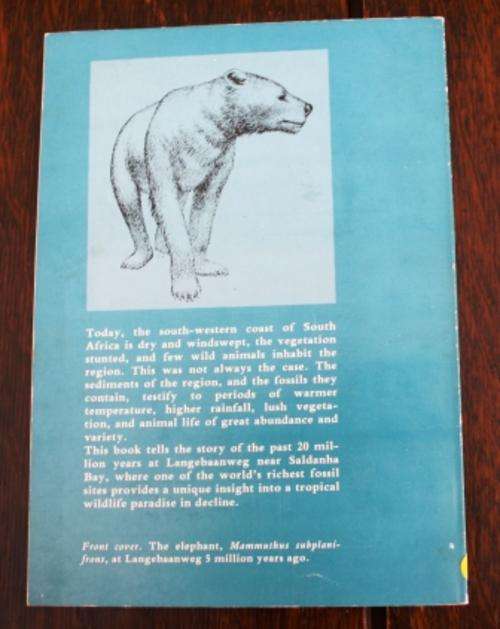 Today, the south-western coast of South
Africa is dry and windswept, the vegetation
stunted, and few wild animals inhabit the
region. This was not always the case. The
sediments of the region, and the fossils they
contain, testify to periods of warmer
temperature, higher rainfall, lush vegeta-
tion, and animal life of great abundance and
variety.
This book tells the story of the past 20 mil-
lion years at Langebaanweg near Saldanha
Bay, where one of the world's richest fossil
sites provides a unique insight into a tropical
wildlife paradise in decline.
Front cover. The elephant, Mammuthus subplani-
frons, at Langebaanweg 5 million years ago.